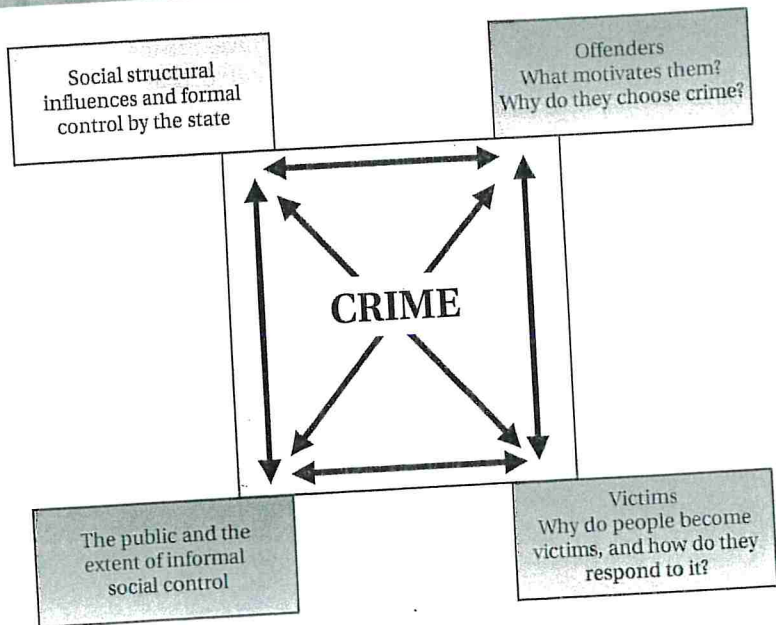 Social structural
influences and formal
control by the state
Offenders
What motivates them?
Why do they choose crime?
CRIME
The public and the
extent of informal
social control
Victims
Why do people become
victims, and how do they
respond to it?